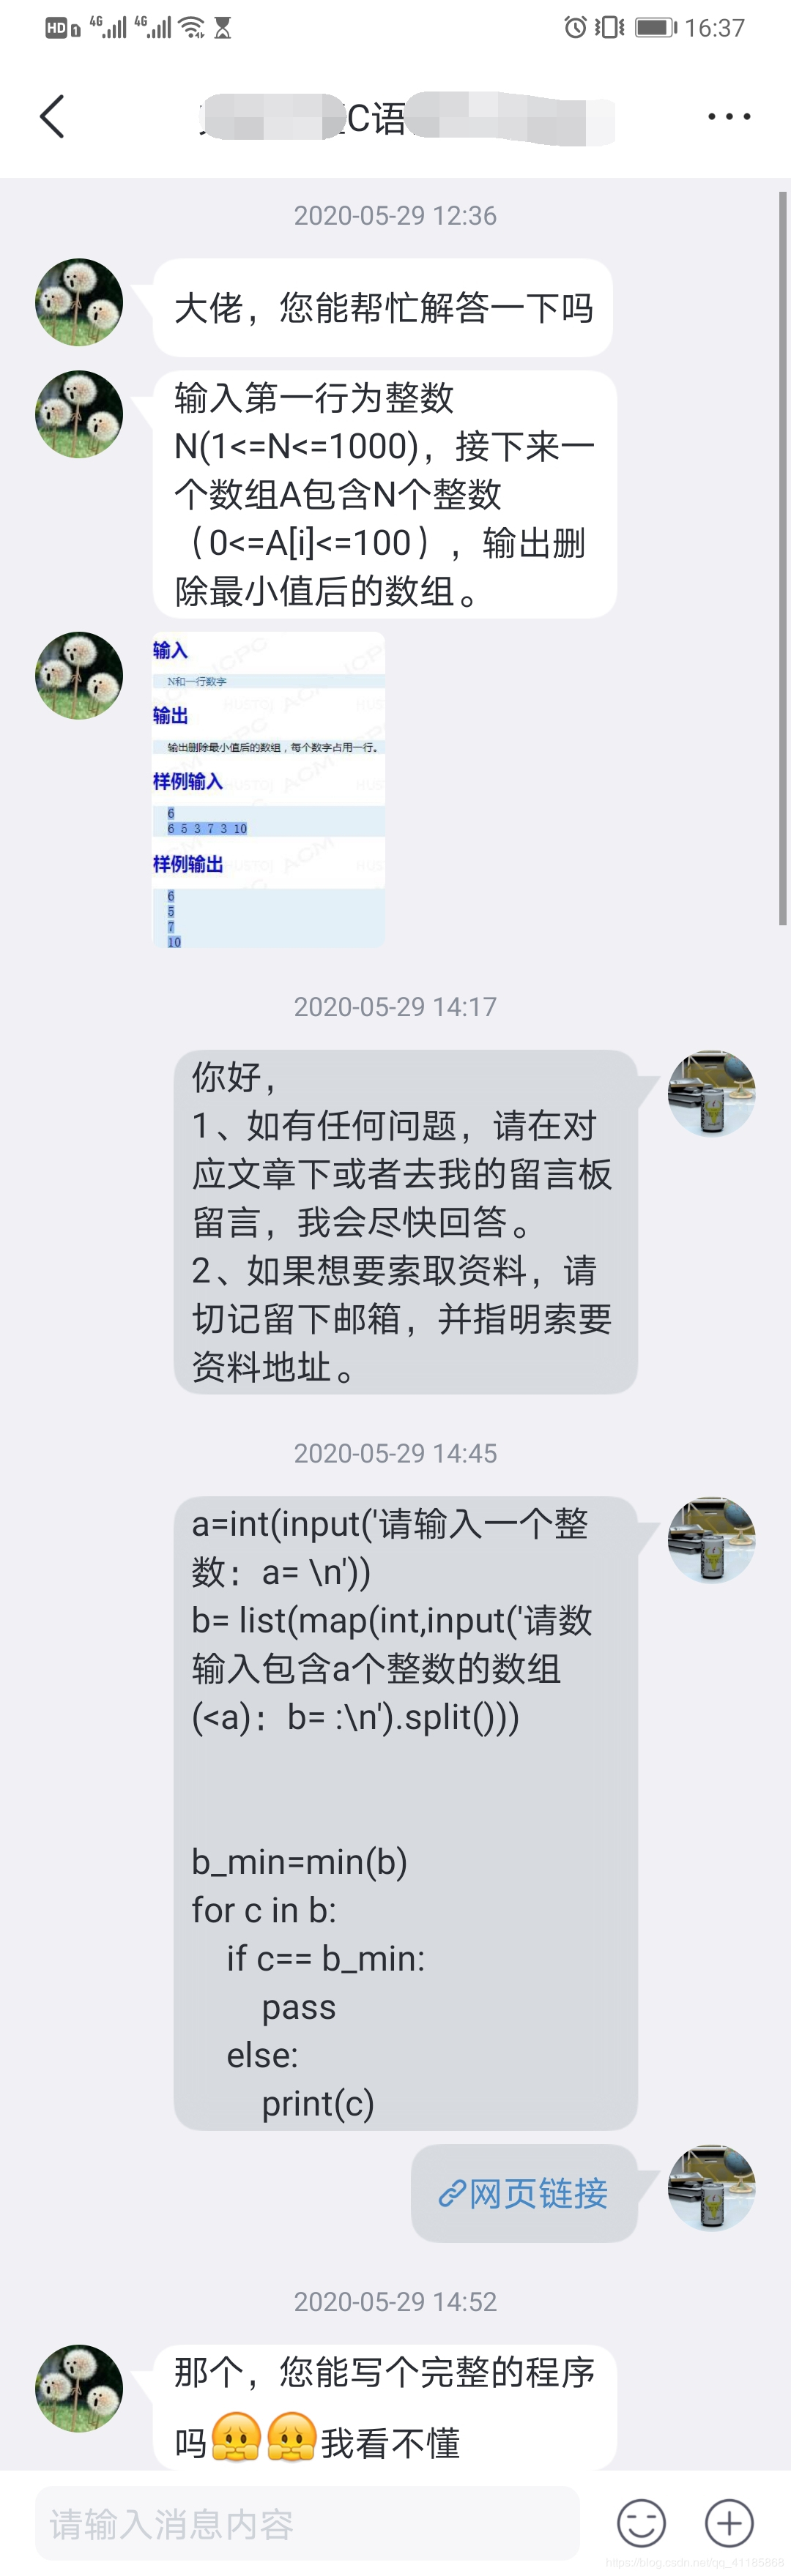 HD 1 4G 4G 16:37
C语
2020-05-29 12:36
大佬，您能帮忙解答一下吗
输入第一行为整数
N(1<=N<=1000)，接下来一
个数组A包含N个整数
（0<=A[i]<=100），输出删
除最小值后的数组。
输入
N和一行数字
输出
输出删除最小值后的数组，每个数字占用一行。
样例输入
6
6 5 3 7 3 10
样例输出
6
5
7
10
2020-05-29 14:17
你好，
1、如有任何问题，请在对
应文章下或者去我的留言板
留言，我会尽快回答。
2、如果想要索取资料，请
切记留下邮箱，并指明索要
资料地址。
2020-05-29 14:45
a=int(input('请输入一个整
数：a= \n'))
b= list(map(int,input('请数
输入包含a个整数的数组
(<a)：b= :\n').split()))
b_min=min(b)
for c in b:
if c== b_min:
pass
else:
print(c)
网页链接
2020-05-29 14:52
那个，您能写个完整的程序
吗我看不懂
请输入消息内容
https://blog.csdn.net/qq_41185868